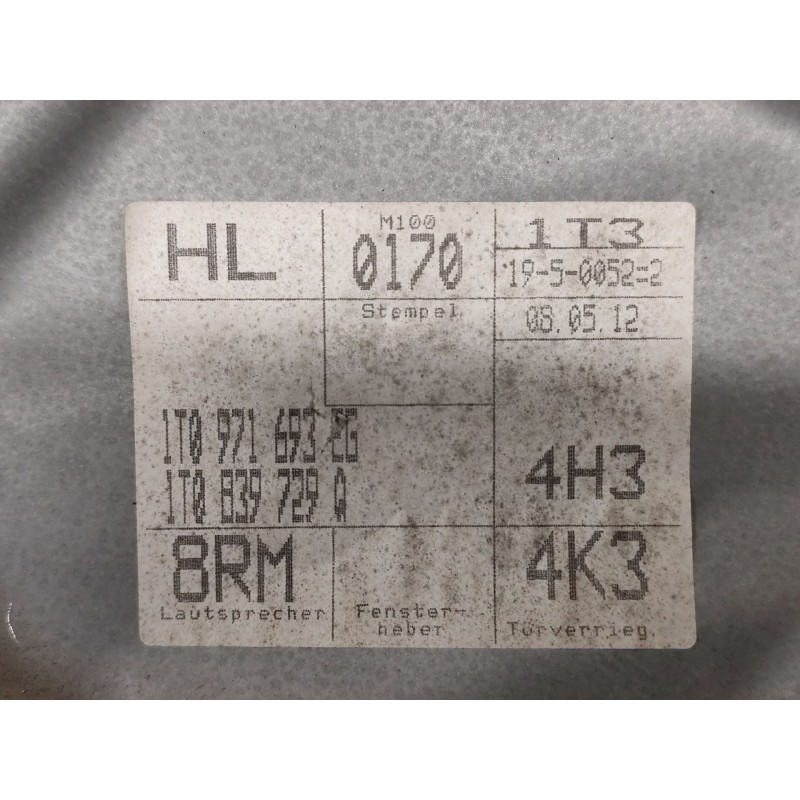 HL
M100
0170
Stempel
1T3
19-5-0052=2
08.05.12
1T0 971 693 EG
1T0 839 729 A
4H3
8RM
Lautsprecher
Fenster-
heber
4K3
Türverrieg.